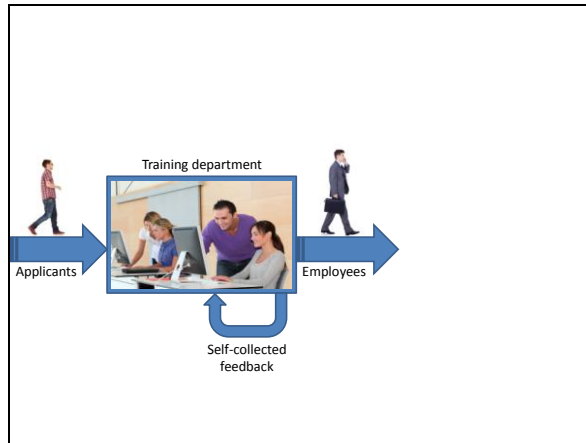 Training department
Applicants
Employees
Self-collected
feedback